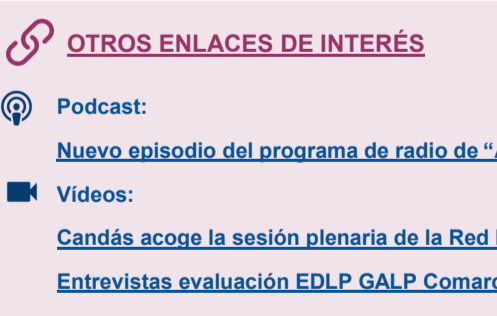 OTROS ENLACES DE INTERÉS
Podcast:
Nuevo episodio del programa de radio de “
Vídeos:
Candás acoge la sesión plenaria de la Red
Entrevistas evaluación EDLP GALP